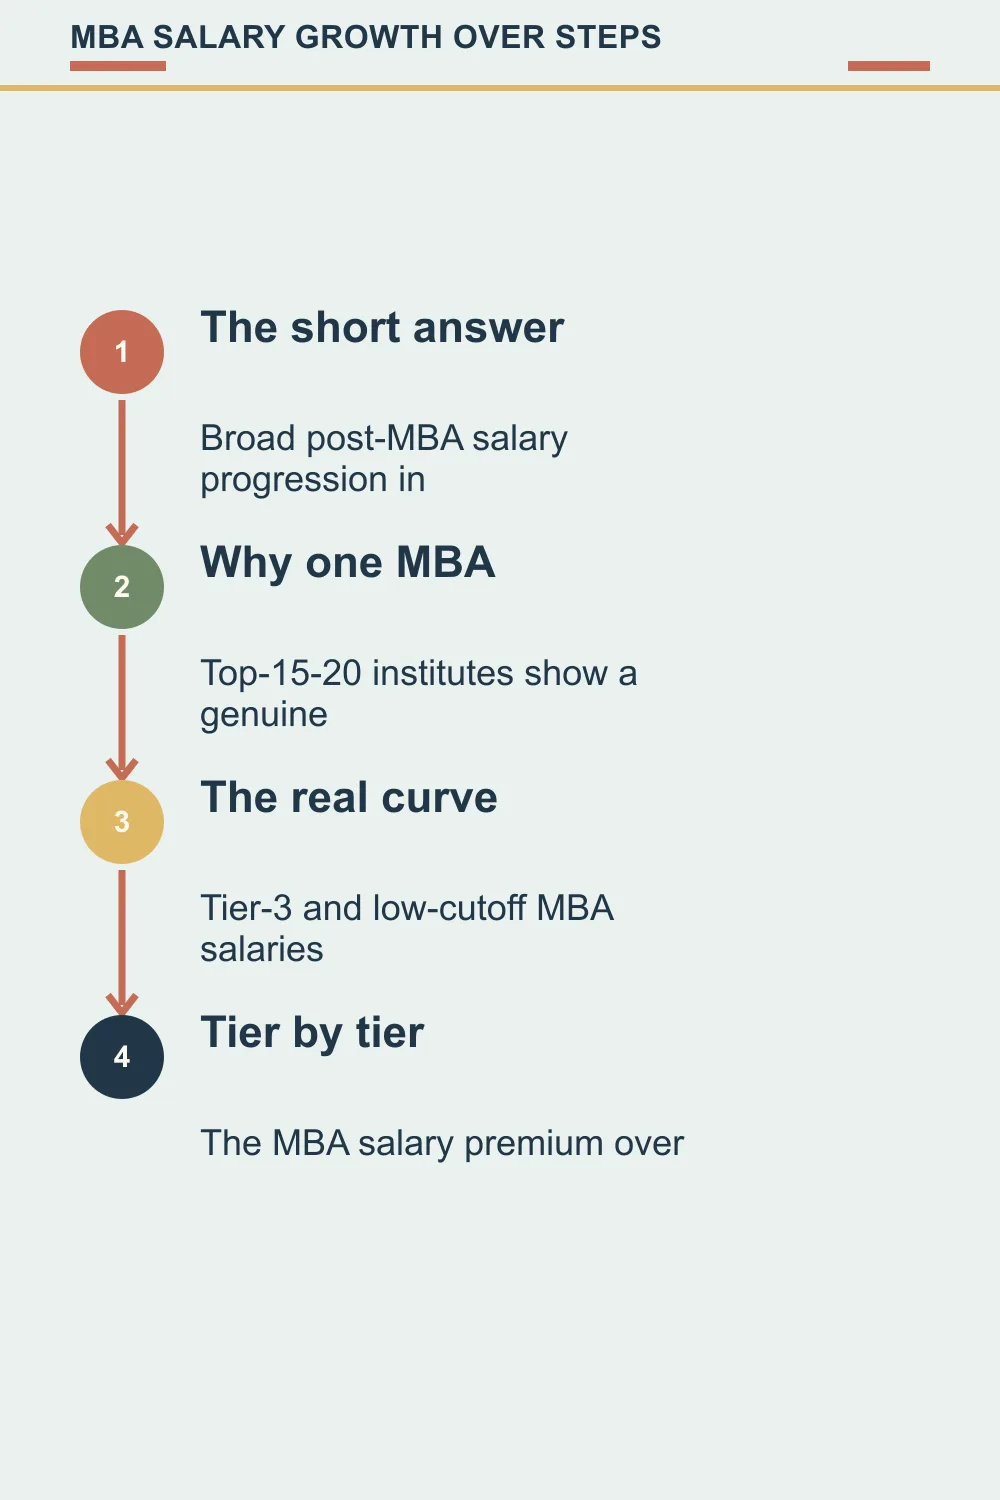 MBA SALARY GROWTH OVER STEPS
1
The short answer
Broad post-MBA salary
progression in
2
Why one MBA
Top-15-20 institutes show a
genuine
3
The real curve
Tier-3 and low-cutoff MBA
salaries
4
Tier by tier
The MBA salary premium over